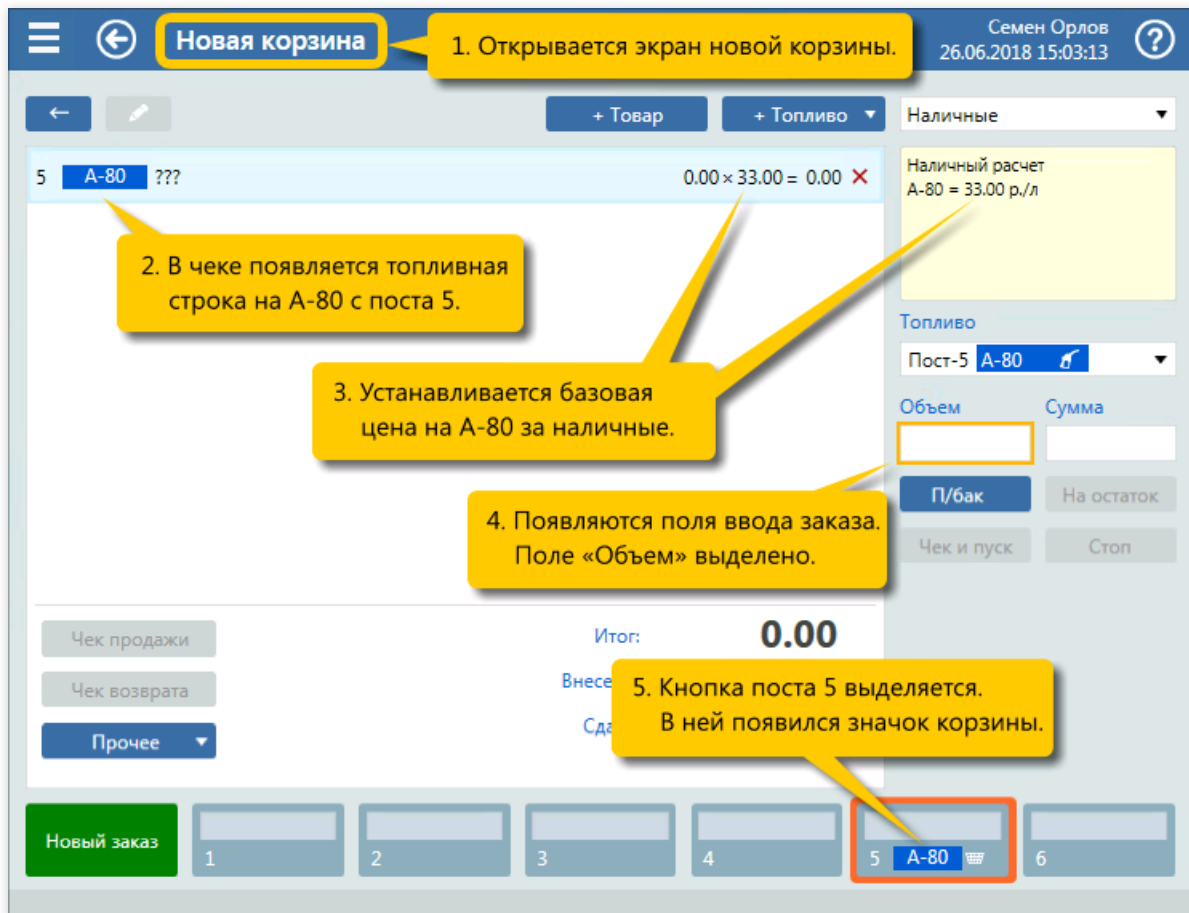 Новая корзина
1. Открывается экран новой корзины.
Семен Орлов
26.06.2018 15:03:13
?
+ Товар
+ Топливо
Наличные
5 А-80 ??? 0.00 × 33.00 = 0.00
Наличный расчет
А-80 = 33.00 р./л
2. В чеке появляется топливная
строка на А-80 с поста 5.
Топливо
Пост-5 А-80
3. Устанавливается базовая
цена на А-80 за наличные.
Объем Сумма
П/бак На остаток
4. Появляются поля ввода заказа.
Поле «Объем» выделено.
Чек и пуск Стоп
Чек продажи
Итог: 0.00
Чек возврата
Внесе
5. Кнопка поста 5 выделяется.
В ней появился значок корзины.
Прочее
Сда
Новый заказ
1
2
3
4
5 А-80
6